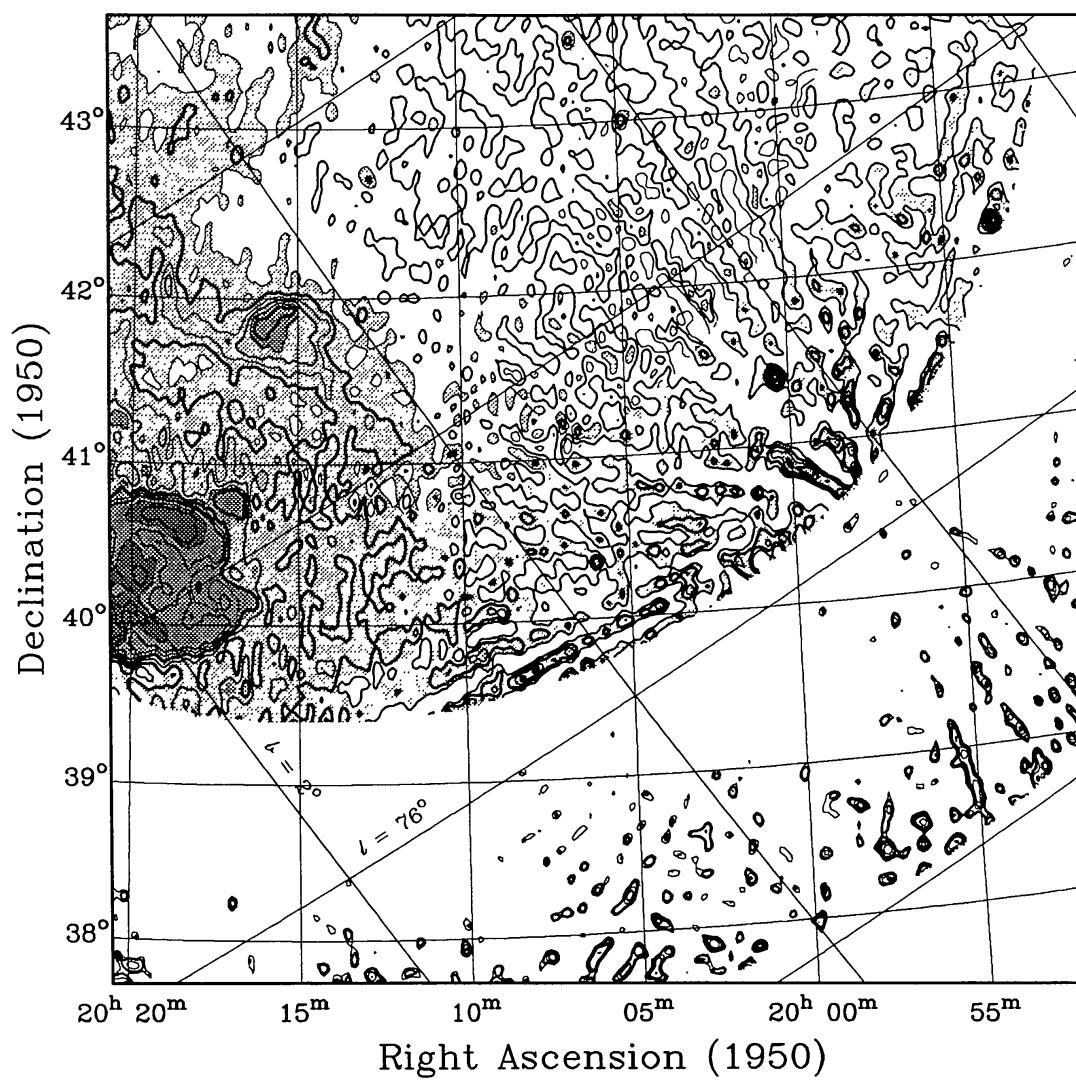 43°
42°
41°
40°
39°
38°
Declination (1950)
l = 76°
20ʰ 20ᵐ 15ᵐ 10ᵐ 05ᵐ 20ʰ 00ᵐ 55ᵐ
Right Ascension (1950)